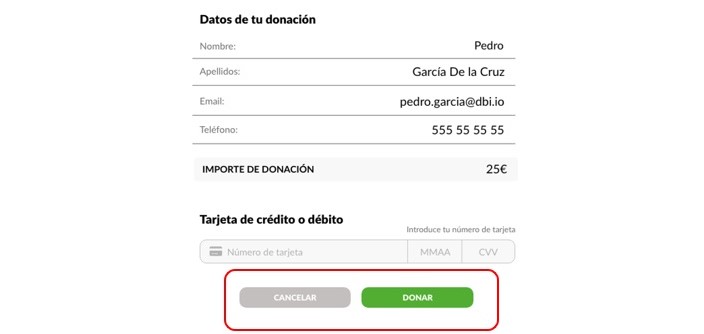 Datos de tu donación
Nombre: Pedro
Apellidos: García De la Cruz
Email: pedro.garcia@dbi.io
Teléfono: 555 55 55 55
IMPORTE DE DONACIÓN 25€
Tarjeta de crédito o débito
Introduce tu número de tarjeta
Número de tarjeta MMAA CVV
CANCELAR DONAR